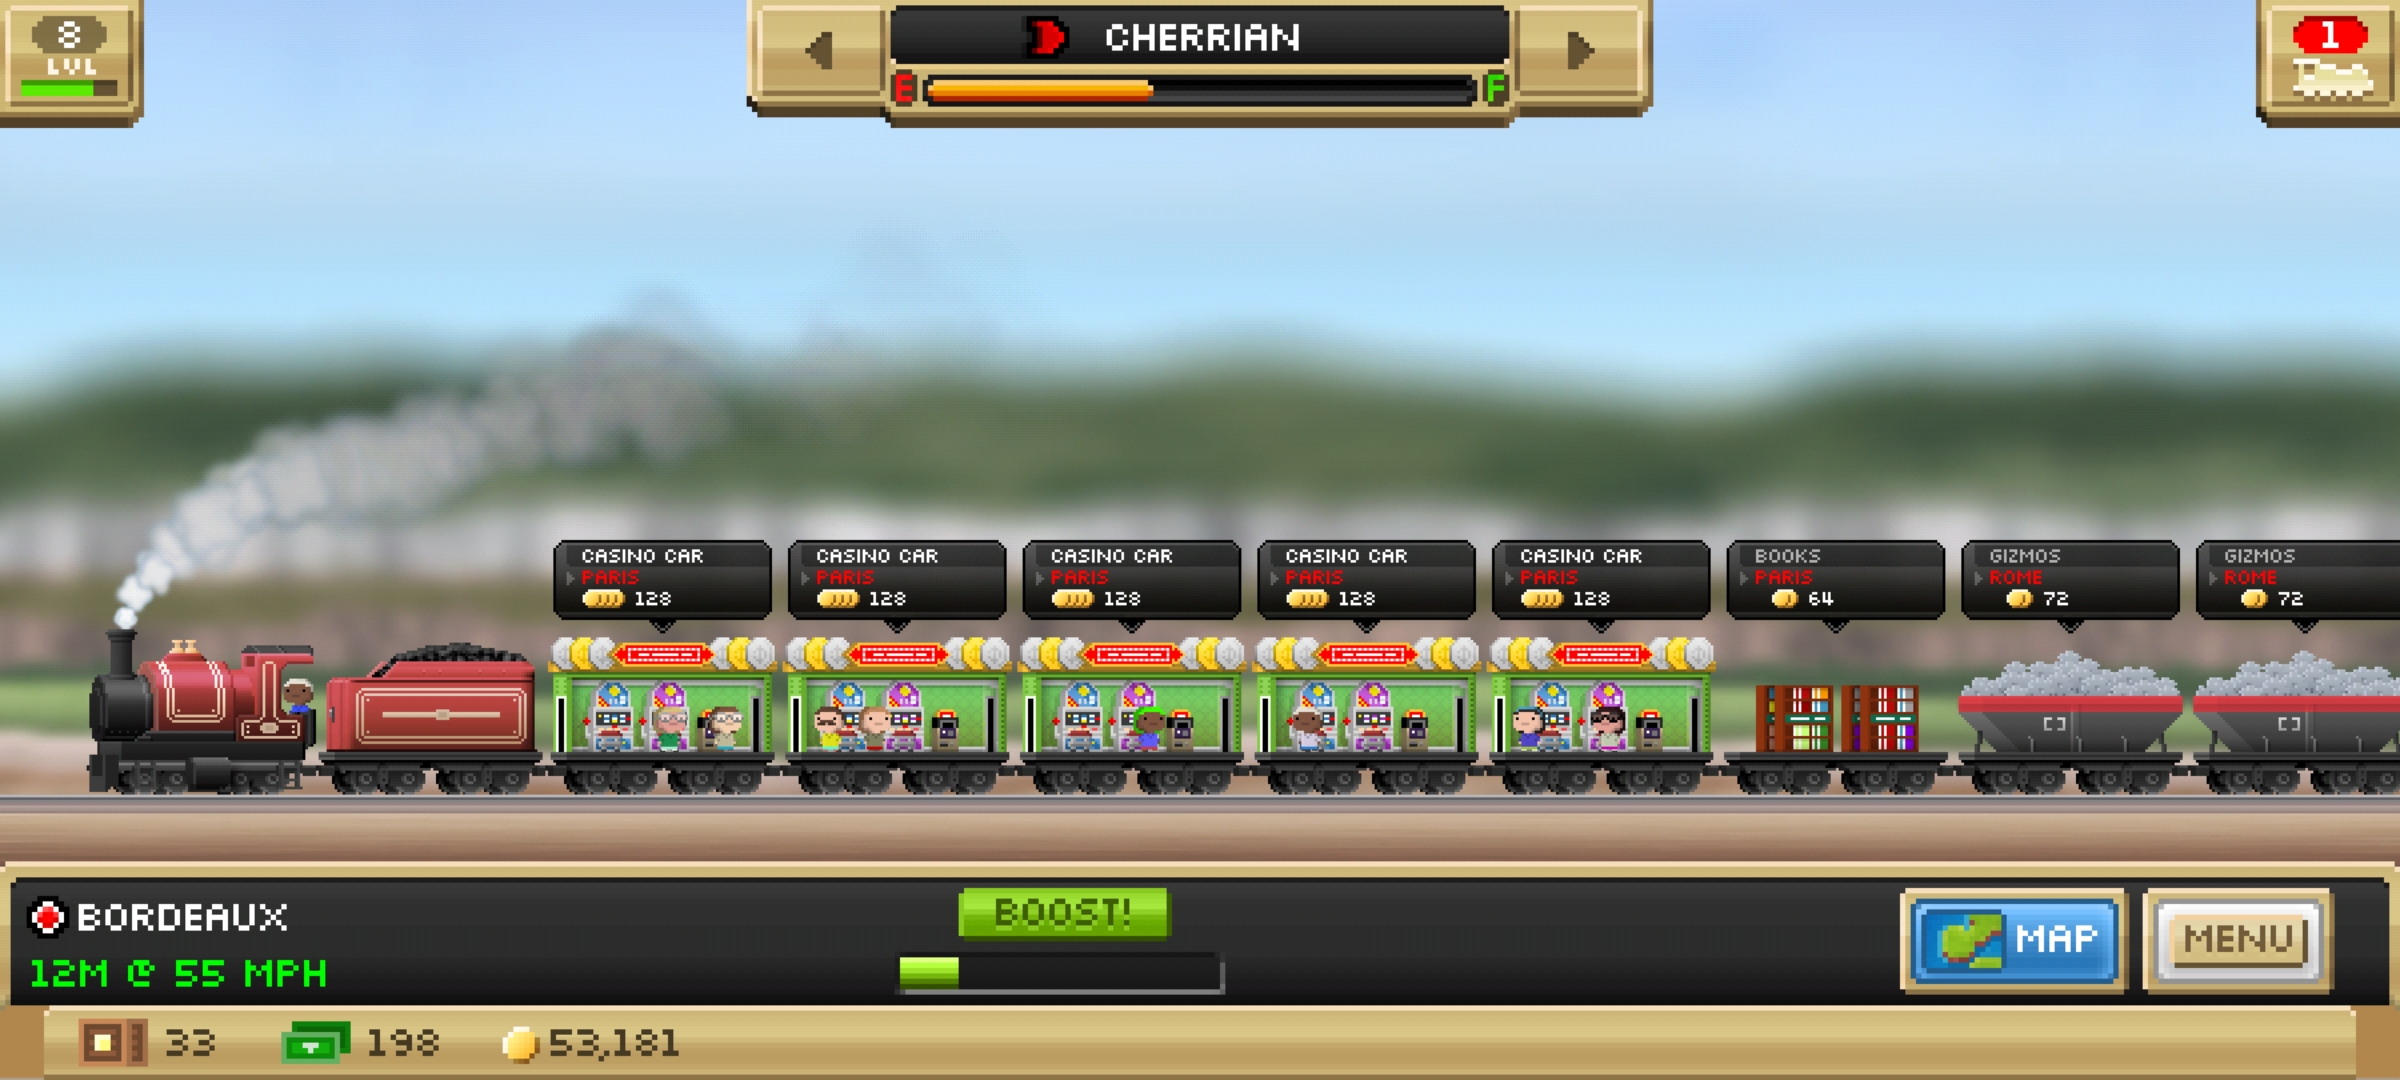 8
LVL
CHERRIAN
E F
1
CASINO CAR
PARIS
128
CASINO CAR
PARIS
128
CASINO CAR
PARIS
128
CASINO CAR
PARIS
128
CASINO CAR
PARIS
128
BOOKS
PARIS
64
GIZMOS
ROME
72
GIZMOS
ROME
72
BORDEAUX
12M @ 55 MPH
BOOST!
MAP
MENU
33
198
53,181